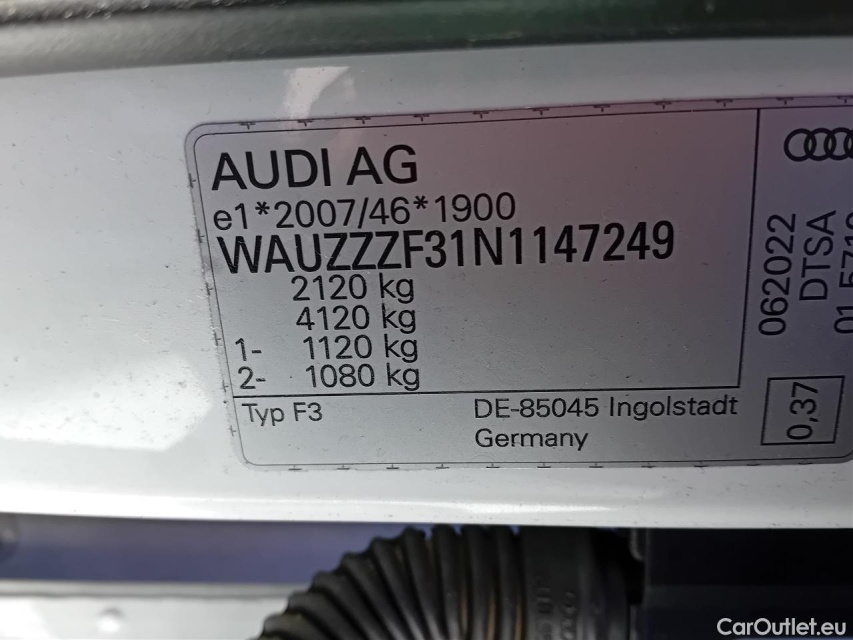 AUDI AG
e1*2007/46*1900
WAUZZZF31N1147249
2120 kg
4120 kg
1- 1120 kg
2- 1080 kg
Typ F3
DE-85045 Ingolstadt
Germany
062022
DTSA
0,37
CarOutlet.eu